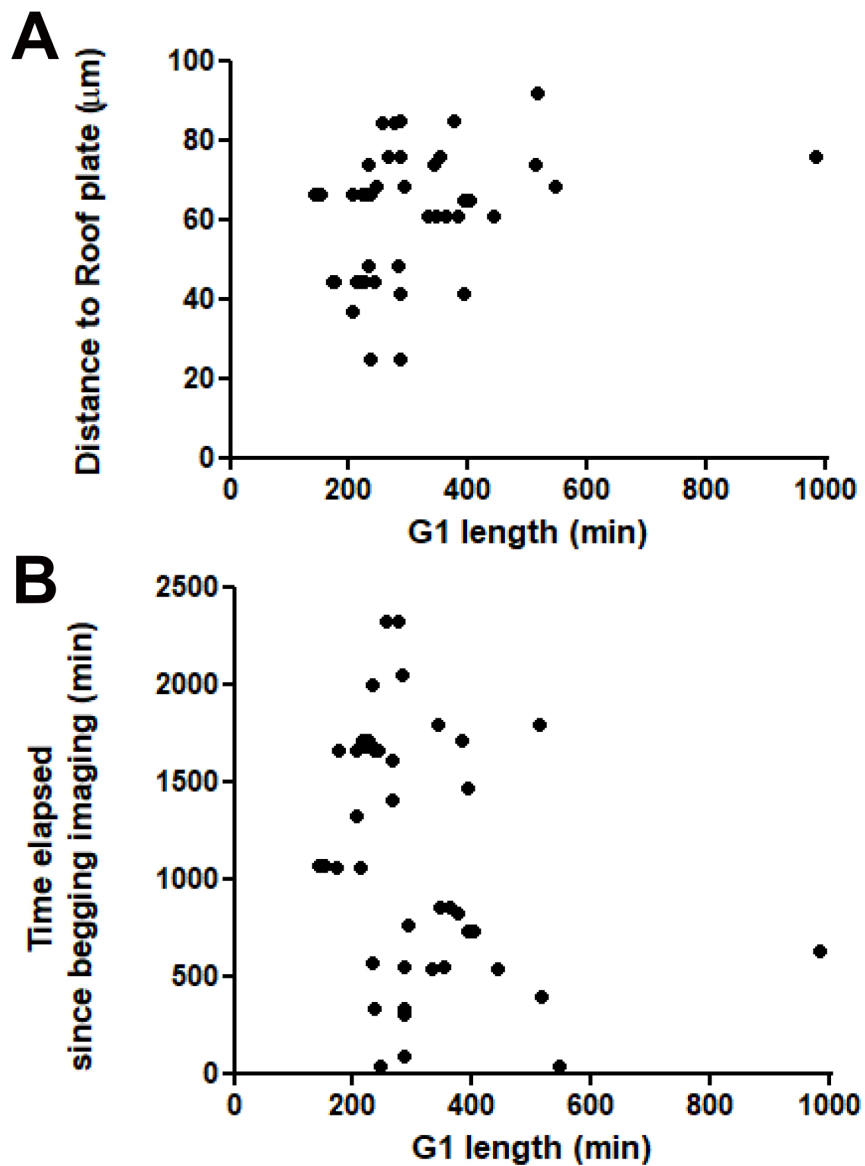 A
Distance to Roof plate (μm)
100
80
60
40
20
0
0 200 400 600 800 1000
G1 length (min)
B
Time elapsed
since begging imaging (min)
2500
2000
1500
1000
500
0
0 200 400 600 800 1000
G1 length (min)